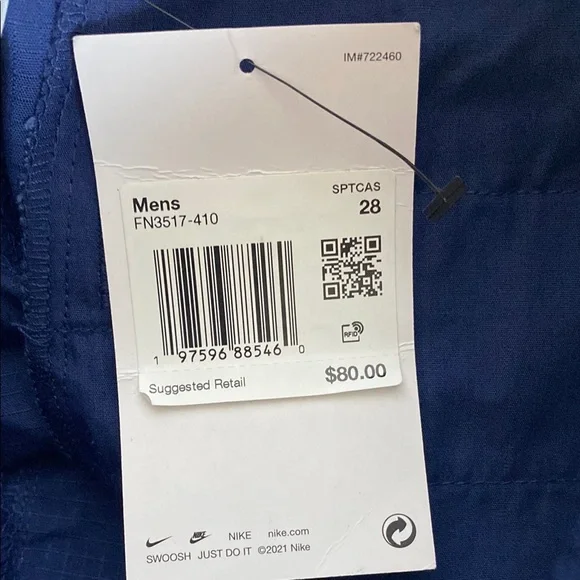 IM#722460
Mens
SPTCAS
FN3517-410
28
1 97596 88546 0
RFID
Suggested Retail
$80.00
NIKE nike.com
SWOOSH JUST DO IT ©2021 Nike